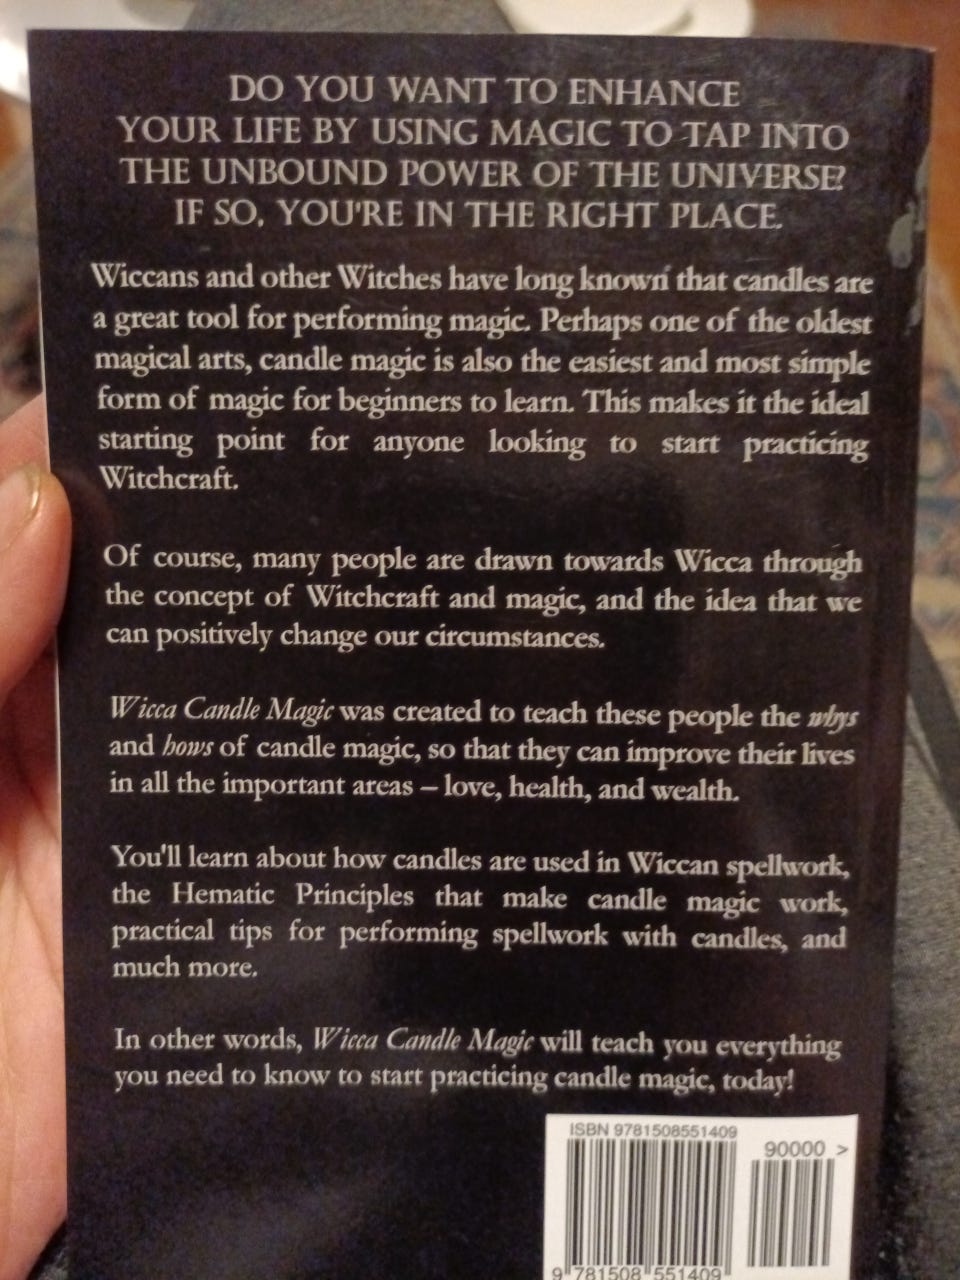 DO YOU WANT TO ENHANCE
YOUR LIFE BY USING MAGIC TO TAP INTO
THE UNBOUND POWER OF THE UNIVERSE?
IF SO, YOU'RE IN THE RIGHT PLACE.
Wiccans and other Witches have long known that candles are
a great tool for performing magic. Perhaps one of the oldest
magical arts, candle magic is also the easiest and most simple
form of magic for beginners to learn. This makes it the ideal
starting point for anyone looking to start practicing
Witchcraft.
Of course, many people are drawn towards Wicca through
the concept of Witchcraft and magic, and the idea that we
can positively change our circumstances.
Wicca Candle Magic was created to teach these people the whys
and hows of candle magic, so that they can improve their lives
in all the important areas – love, health, and wealth.
You'll learn about how candles are used in Wiccan spellwork,
the Hematic Principles that make candle magic work,
practical tips for performing spellwork with candles, and
much more.
In other words, Wicca Candle Magic will teach you everything
you need to know to start practicing candle magic, today!
ISBN 9781508551409
90000 >
9 781508 551409